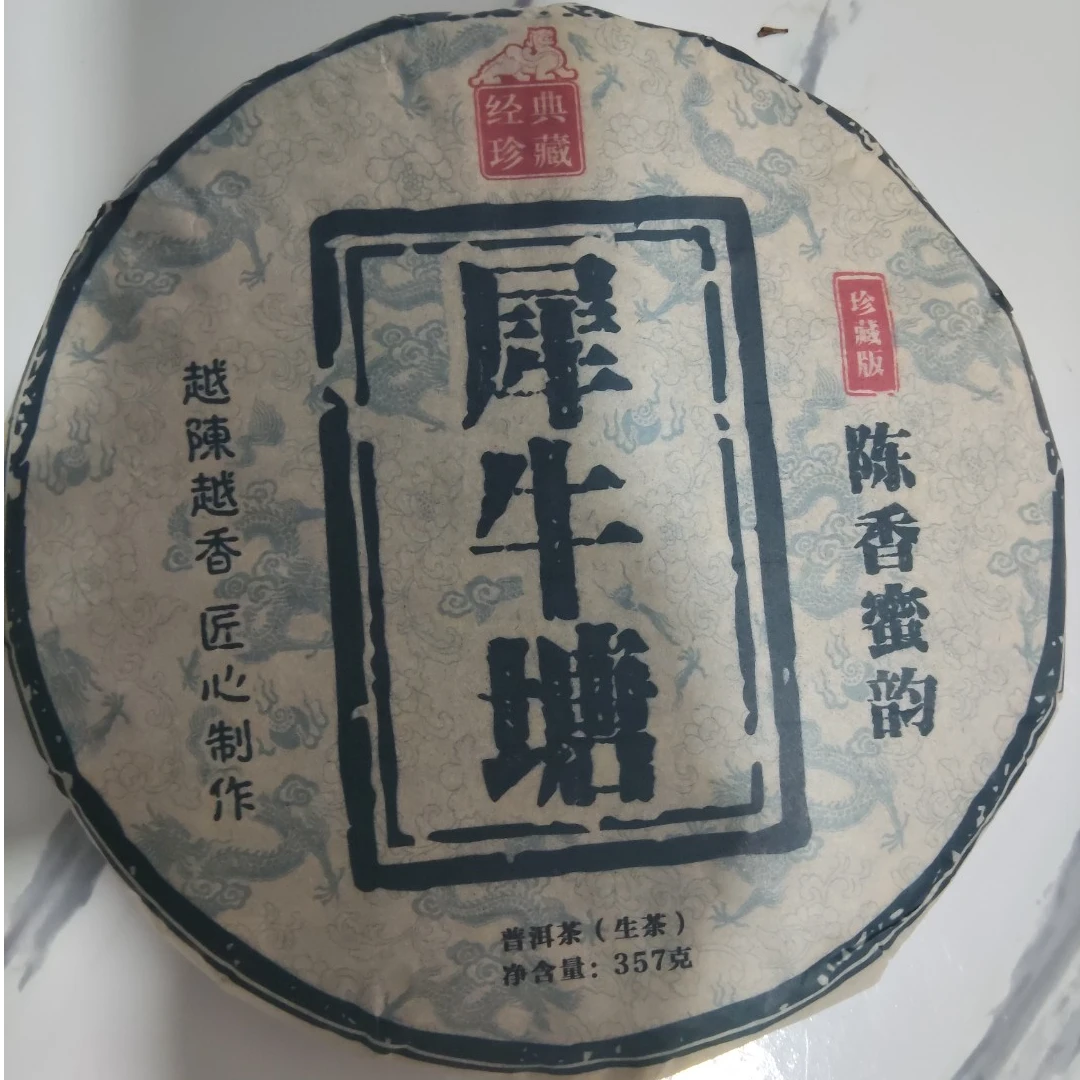 经典
珍藏
犀牛塘
珍藏版
陈香蜜韵
越陳越香 匠心制作
普洱茶（生茶）
净含量：357克